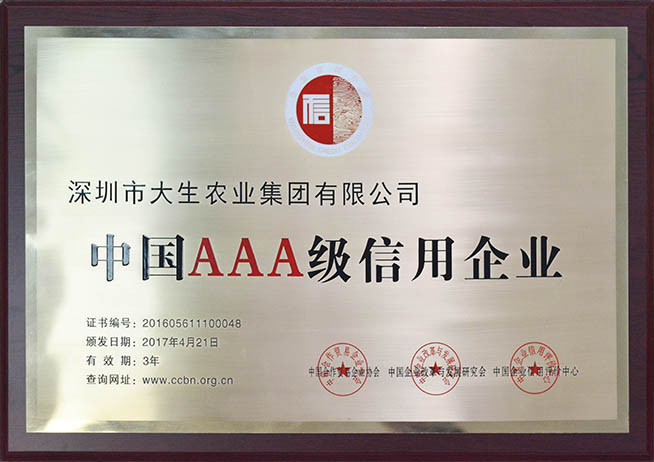 信
深圳市大生农业集团有限公司
中国AAA级信用企业
证书编号：201605611100048
颁发日期：2017年4月21日
有 效 期：3年
查询网址：www.ccbn.org.cn
中国合作贸易企业协会 中国企业改革与发展研究会 中国企业信用评价中心